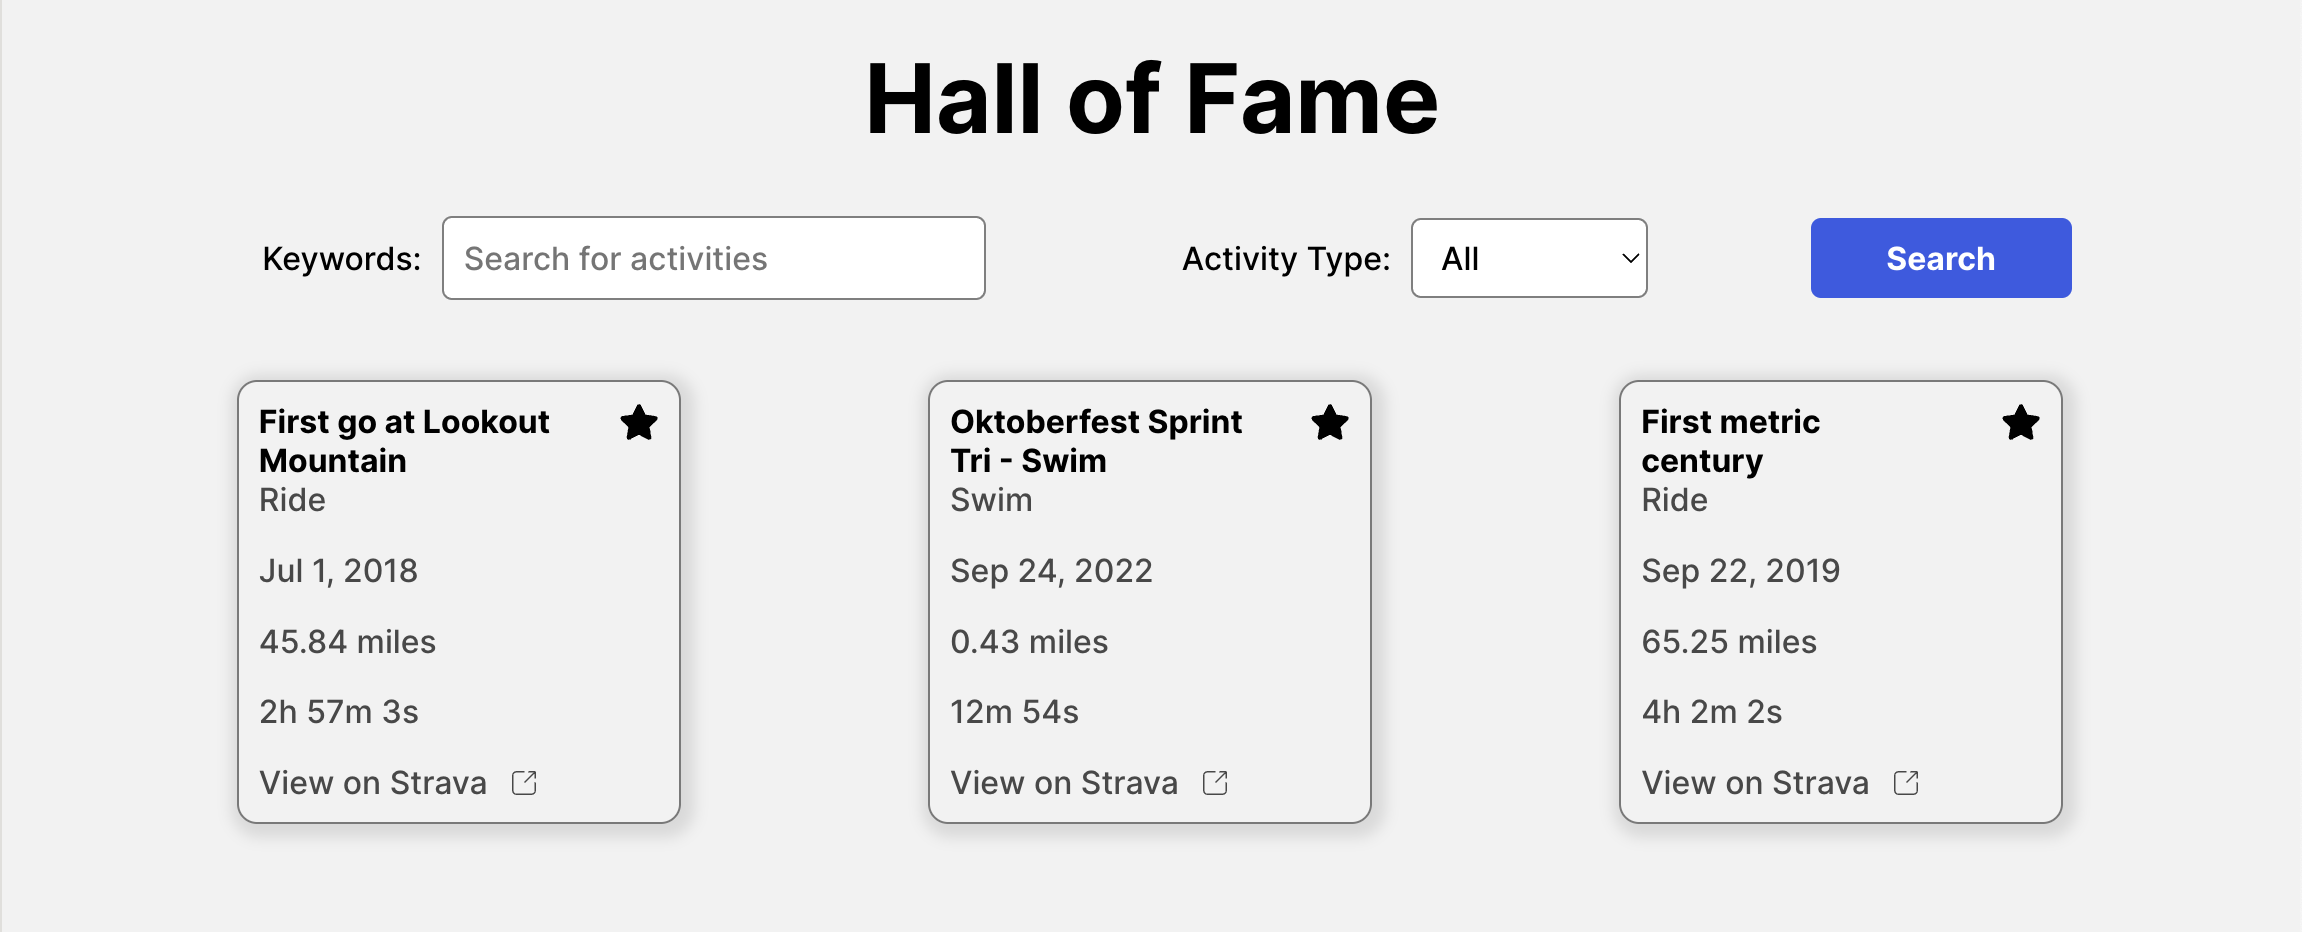 Hall of Fame
Keywords:
Search for activities
Activity Type:
All
Search
First go at Lookout
Mountain
Ride
Jul 1, 2018
45.84 miles
2h 57m 3s
View on Strava
Oktoberfest Sprint
Tri - Swim
Swim
Sep 24, 2022
0.43 miles
12m 54s
View on Strava
First metric
century
Ride
Sep 22, 2019
65.25 miles
4h 2m 2s
View on Strava